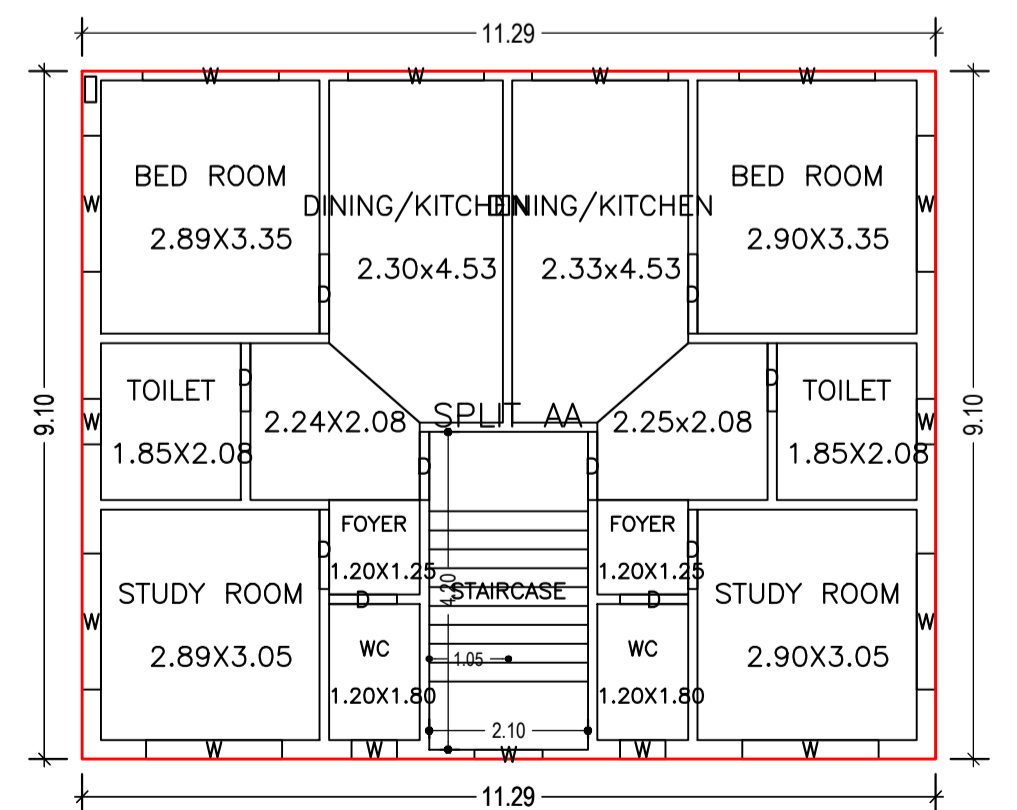 11.29
W W W W
BED ROOM
2.89X3.35
DINING/KITCHEN
2.30x4.53
DINING/KITCHEN
2.33x4.53
BED ROOM
2.90X3.35
W
W
D
D
9.10
9.10
TOILET
1.85X2.08
W
D
2.24X2.08
SPLIT AA
2.25x2.08
D
TOILET
1.85X2.08
W
D
D
STUDY ROOM
2.89X3.05
W
D
FOYER
1.20X1.25
D
WC
1.20X1.80
4.20
STAIRCASE
1.05
2.10
FOYER
1.20X1.25
D
WC
1.20X1.80
D
STUDY ROOM
2.90X3.05
W
W W W W W
11.29